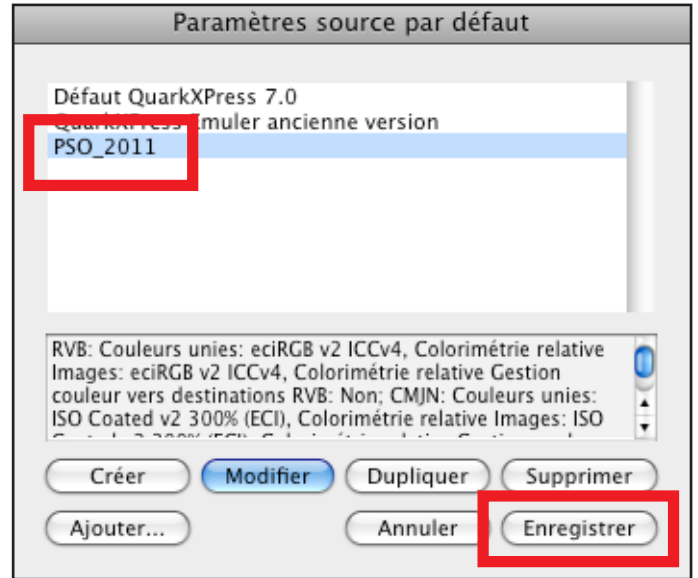 Paramètres source par défaut
Défaut QuarkXPress 7.0
QuarkXPress Emuler ancienne version
PSO_2011
RVB: Couleurs unies: eciRGB v2 ICCv4, Colorimétrie relative
Images: eciRGB v2 ICCv4, Colorimétrie relative Gestion
couleur vers destinations RVB: Non; CMJN: Couleurs unies:
ISO Coated v2 300% (ECI), Colorimétrie relative Images: ISO
Créer Modifier Dupliquer Supprimer
Ajouter... Annuler Enregistrer